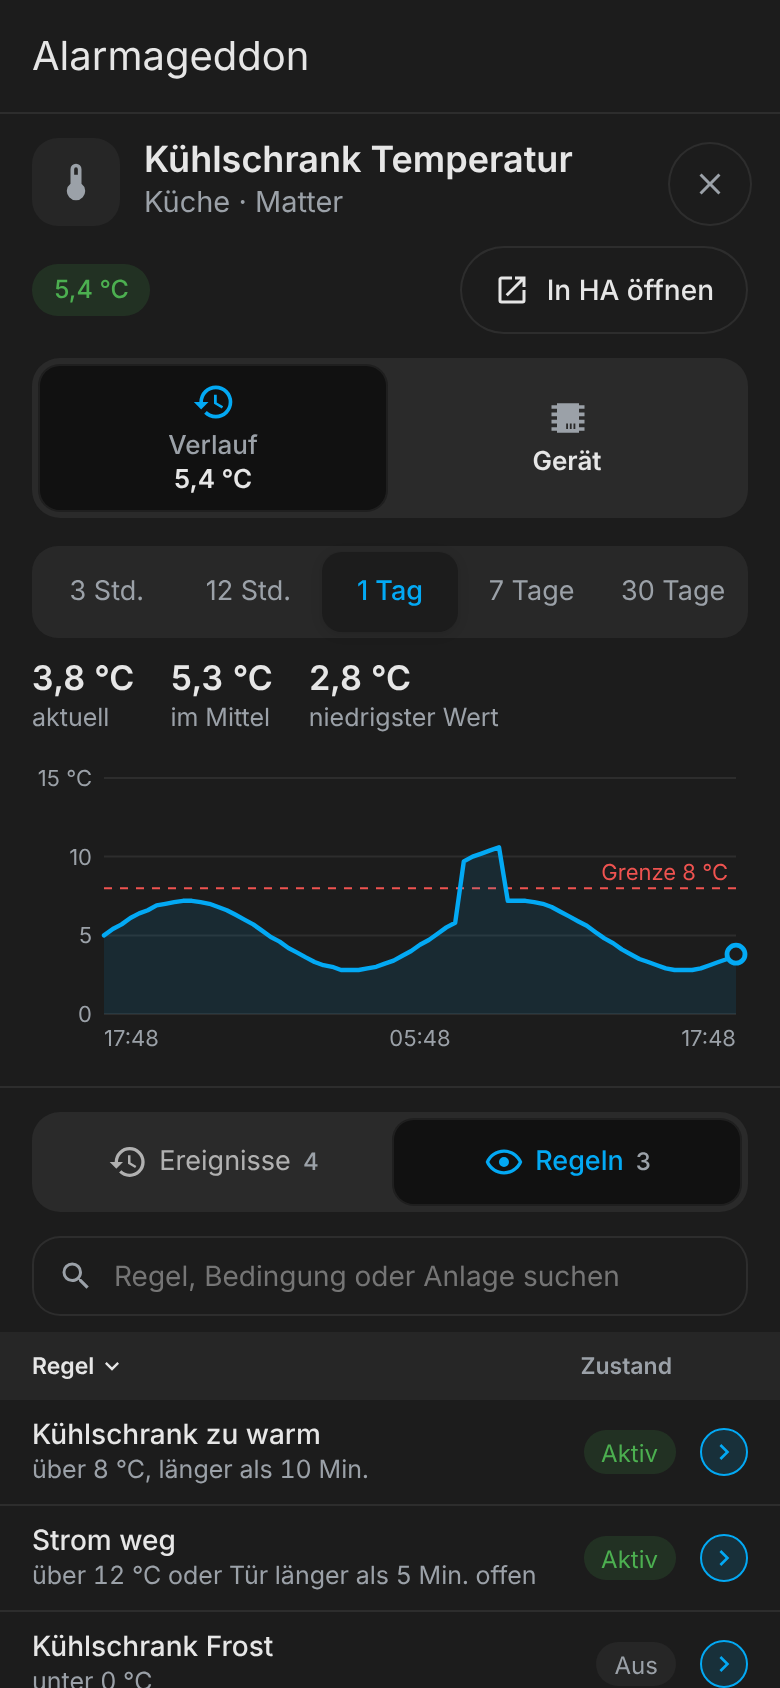 Alarmageddon
Kühlschrank Temperatur
Küche · Matter
5,4 °C
In HA öffnen
Verlauf
5,4 °C
Gerät
3 Std.
12 Std.
1 Tag
7 Tage
30 Tage
3,8 °C
aktuell
5,3 °C
im Mittel
2,8 °C
niedrigster Wert
15 °C
10
Grenze 8 °C
5
0
17:48
05:48
17:48
Ereignisse 4
Regeln 3
Regel, Bedingung oder Anlage suchen
Regel
Zustand
Kühlschrank zu warm
über 8 °C, länger als 10 Min.
Aktiv
Strom weg
über 12 °C oder Tür länger als 5 Min. offen
Aktiv
Kühlschrank Frost
unter 0 °C
Aus